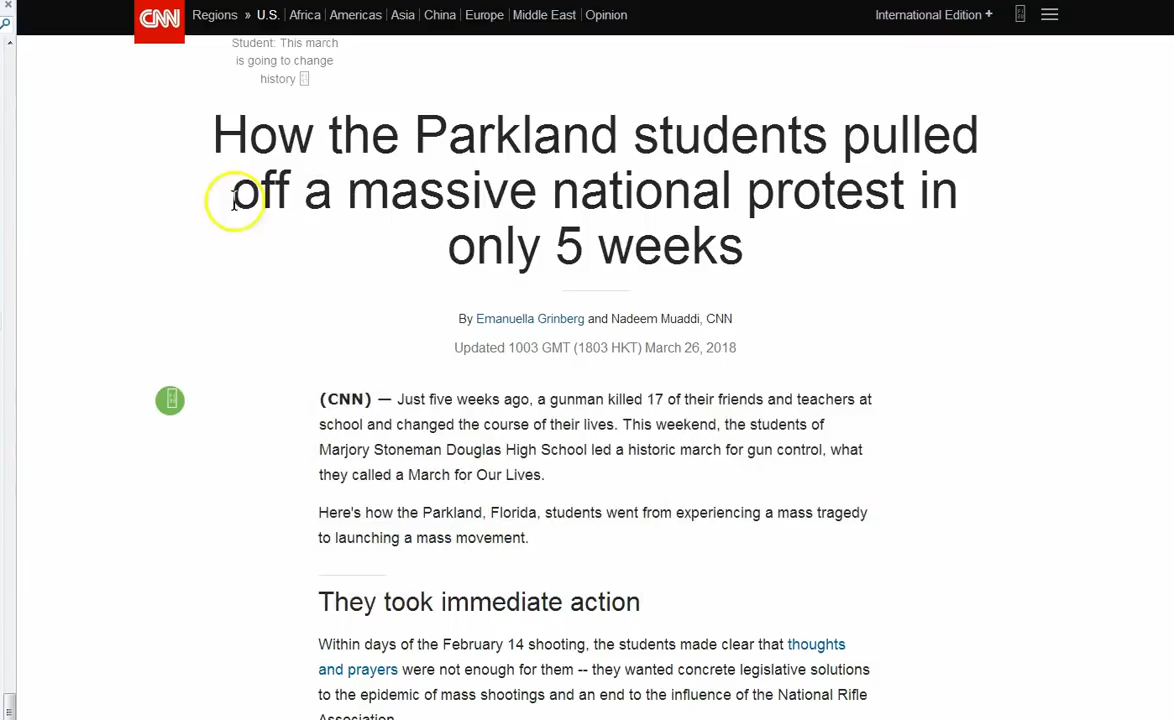 CNN Regions » U.S. | Africa | Americas | Asia | China | Europe | Middle East | Opinion International Edition +
Student: This march
is going to change
history
How the Parkland students pulled
off a massive national protest in
only 5 weeks
By Emanuella Grinberg and Nadeem Muaddi, CNN
Updated 1003 GMT (1803 HKT) March 26, 2018
(CNN) — Just five weeks ago, a gunman killed 17 of their friends and teachers at
school and changed the course of their lives. This weekend, the students of
Marjory Stoneman Douglas High School led a historic march for gun control, what
they called a March for Our Lives.
Here's how the Parkland, Florida, students went from experiencing a mass tragedy
to launching a mass movement.
They took immediate action
Within days of the February 14 shooting, the students made clear that thoughts
and prayers were not enough for them -- they wanted concrete legislative solutions
to the epidemic of mass shootings and an end to the influence of the National Rifle
Association.